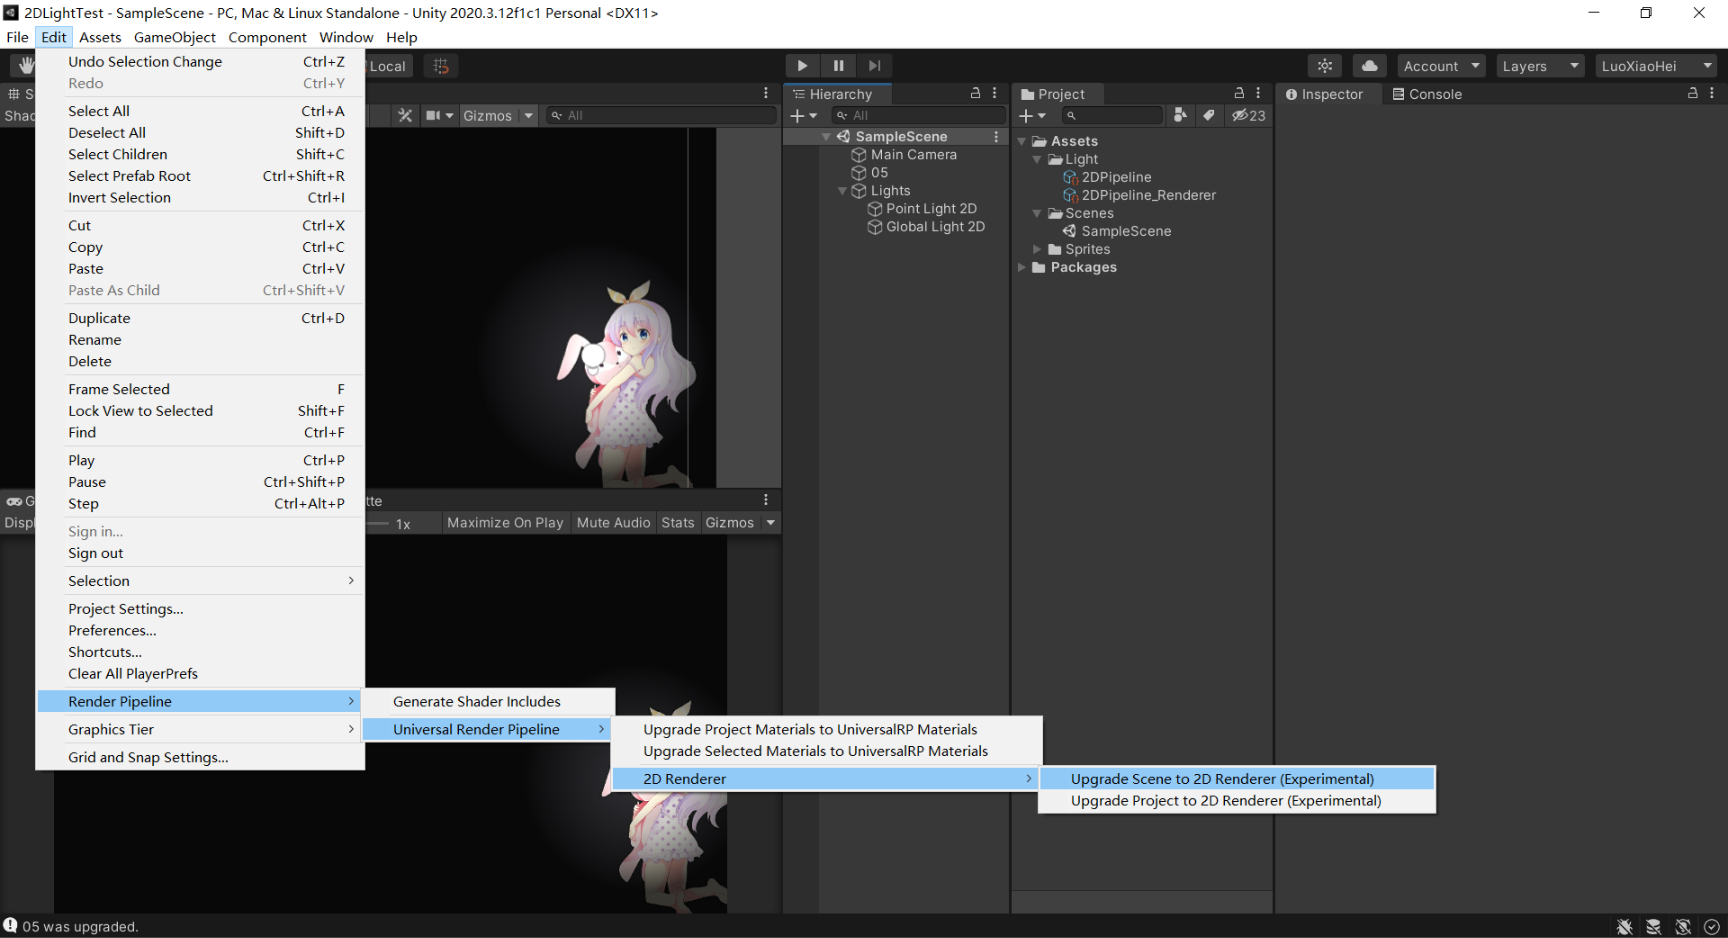 2DLightTest - SampleScene - PC, Mac & Linux Standalone - Unity 2020.3.12f1c1 Personal <DX11>
File Edit Assets GameObject Component Window Help
Local
Account
Layers
LuoXiaoHei
Undo Selection Change Ctrl+Z
Redo Ctrl+Y
Select All Ctrl+A
Deselect All Shift+D
Select Children Shift+C
Select Prefab Root Ctrl+Shift+R
Invert Selection Ctrl+I
Cut Ctrl+X
Copy Ctrl+C
Paste Ctrl+V
Paste As Child Ctrl+Shift+V
Duplicate Ctrl+D
Rename
Delete
Frame Selected F
Lock View to Selected Shift+F
Find Ctrl+F
Play Ctrl+P
Pause Ctrl+Shift+P
Step Ctrl+Alt+P
Sign in...
Sign out
Selection
Project Settings...
Preferences...
Shortcuts...
Clear All PlayerPrefs
Render Pipeline
Graphics Tier
Grid and Snap Settings...
Generate Shader Includes
Universal Render Pipeline
Upgrade Project Materials to UniversalRP Materials
Upgrade Selected Materials to UniversalRP Materials
2D Renderer
Upgrade Scene to 2D Renderer (Experimental)
Upgrade Project to 2D Renderer (Experimental)
S
Shad
Gizmos
All
G
tte
Displ
1x
Maximize On Play
Mute Audio
Stats
Gizmos
Hierarchy
All
SampleScene
Main Camera
05
Lights
Point Light 2D
Global Light 2D
Project
23
Assets
Light
2DPipeline
2DPipeline_Renderer
Scenes
SampleScene
Sprites
Packages
Inspector
Console
05 was upgraded.